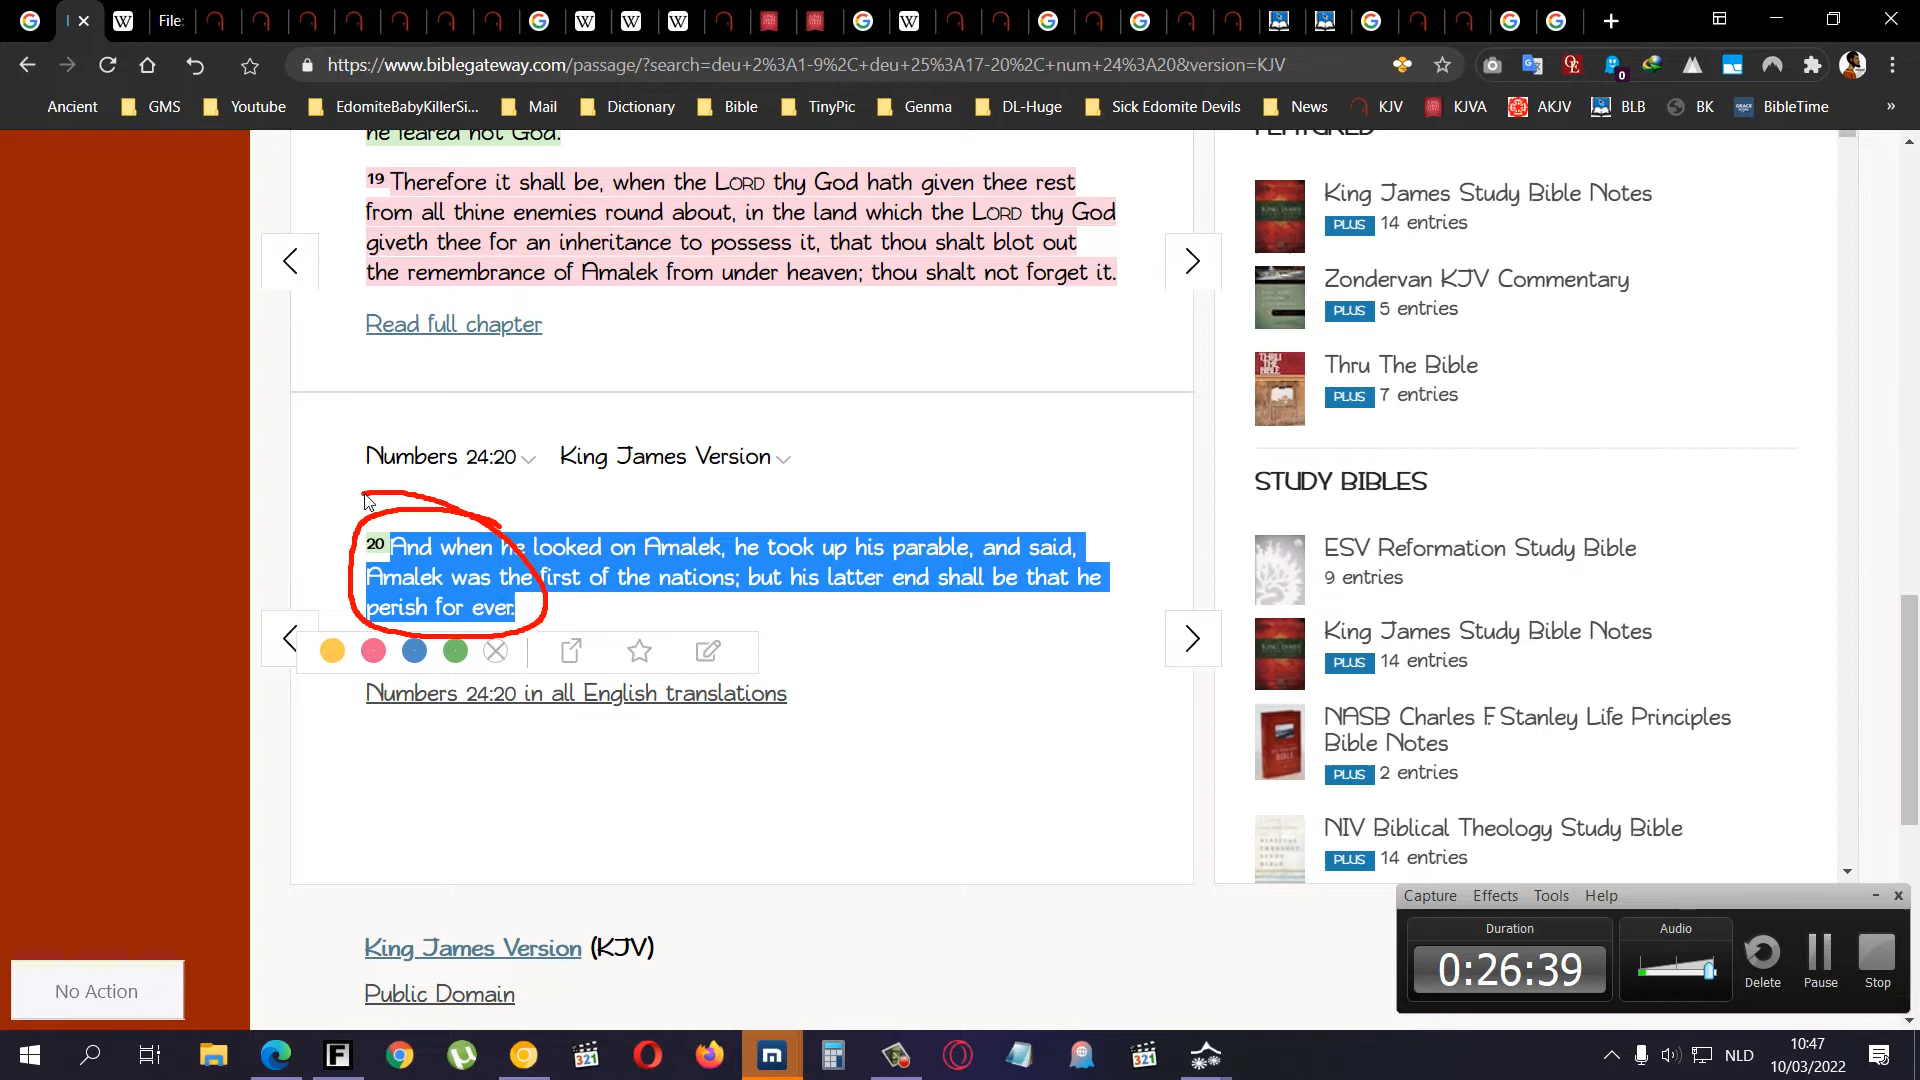 File:
https://www.biblegateway.com/passage/?search=deu+2%3A1-9%2C+deu+25%3A17-20%2C+num+24%3A20&version=KJV
Ancient GMS Youtube EdomiteBabyKillerSi... Mail Dictionary Bible TinyPic Genma DL-Huge Sick Edomite Devils News KJV KJVA AKJV BLB BK BibleTime »
he feared not God.
19 Therefore it shall be, when the LORD thy God hath given thee rest
from all thine enemies round about, in the land which the LORD thy God
giveth thee for an inheritance to possess it, that thou shalt blot out
the remembrance of Amalek from under heaven; thou shalt not forget it.
Read full chapter
Numbers 24:20 King James Version
20 And when he looked on Amalek, he took up his parable, and said,
Amalek was the first of the nations; but his latter end shall be that he
perish for ever.
Numbers 24:20 in all English translations
King James Version (KJV)
Public Domain
No Action
FEATURED
King James Study Bible Notes
PLUS 14 entries
Zondervan KJV Commentary
PLUS 5 entries
Thru The Bible
PLUS 7 entries
STUDY BIBLES
ESV Reformation Study Bible
9 entries
King James Study Bible Notes
PLUS 14 entries
NASB Charles F. Stanley Life Principles
Bible Notes
PLUS 2 entries
NIV Biblical Theology Study Bible
PLUS 14 entries
Capture Effects Tools Help
Duration
0:26:39
Audio
Delete
Pause
Stop
NLD
10:47
10/03/2022